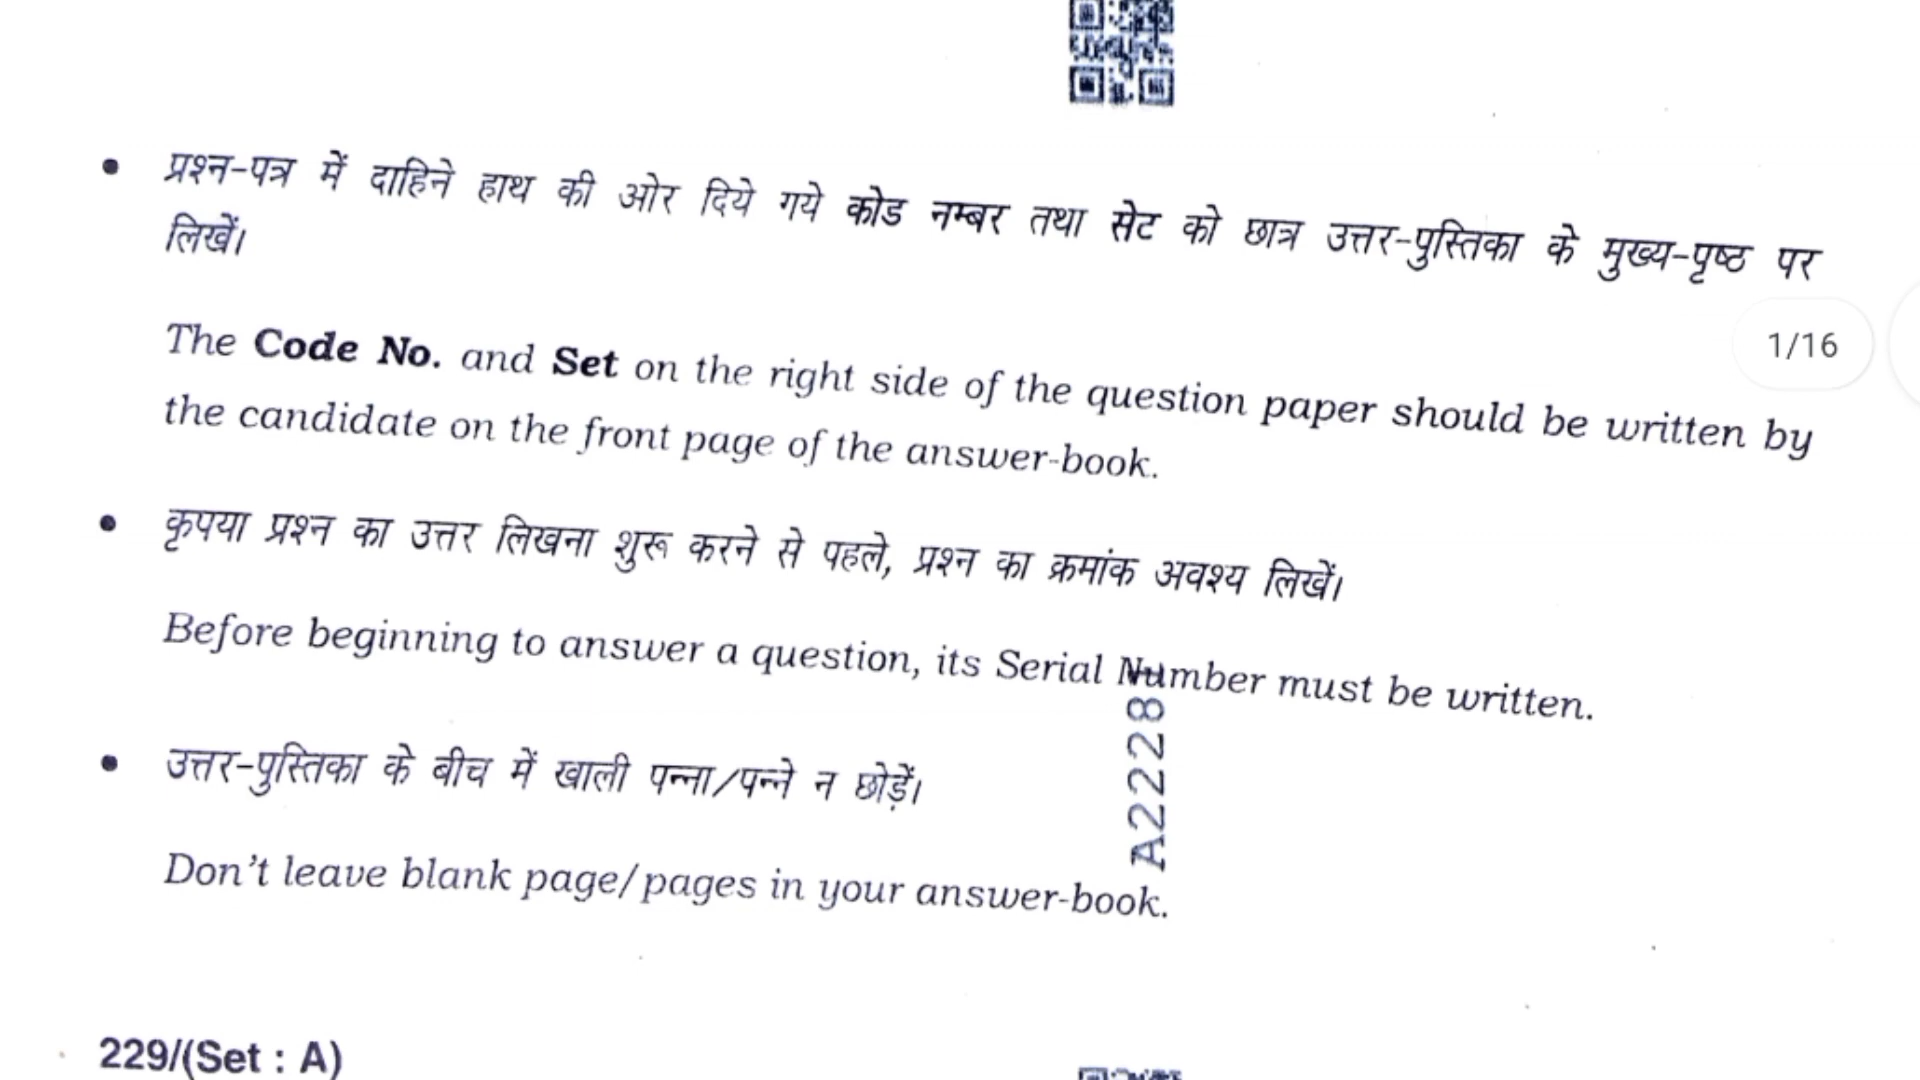 • प्रश्न-पत्र में दाहिने हाथ की ओर दिये गये कोड नम्बर तथा सेट को छात्र उत्तर-पुस्तिका के मुख्य-पृष्ठ पर
लिखें।
1/16
The Code No. and Set on the right side of the question paper should be written by
the candidate on the front page of the answer-book.
• कृपया प्रश्न का उत्तर लिखना शुरू करने से पहले, प्रश्न का क्रमांक अवश्य लिखें।
Before beginning to answer a question, its Serial Number must be written.
• उत्तर-पुस्तिका के बीच में खाली पन्ना/पन्ने न छोड़ें।
Don't leave blank page/pages in your answer-book.
229/(Set : A)